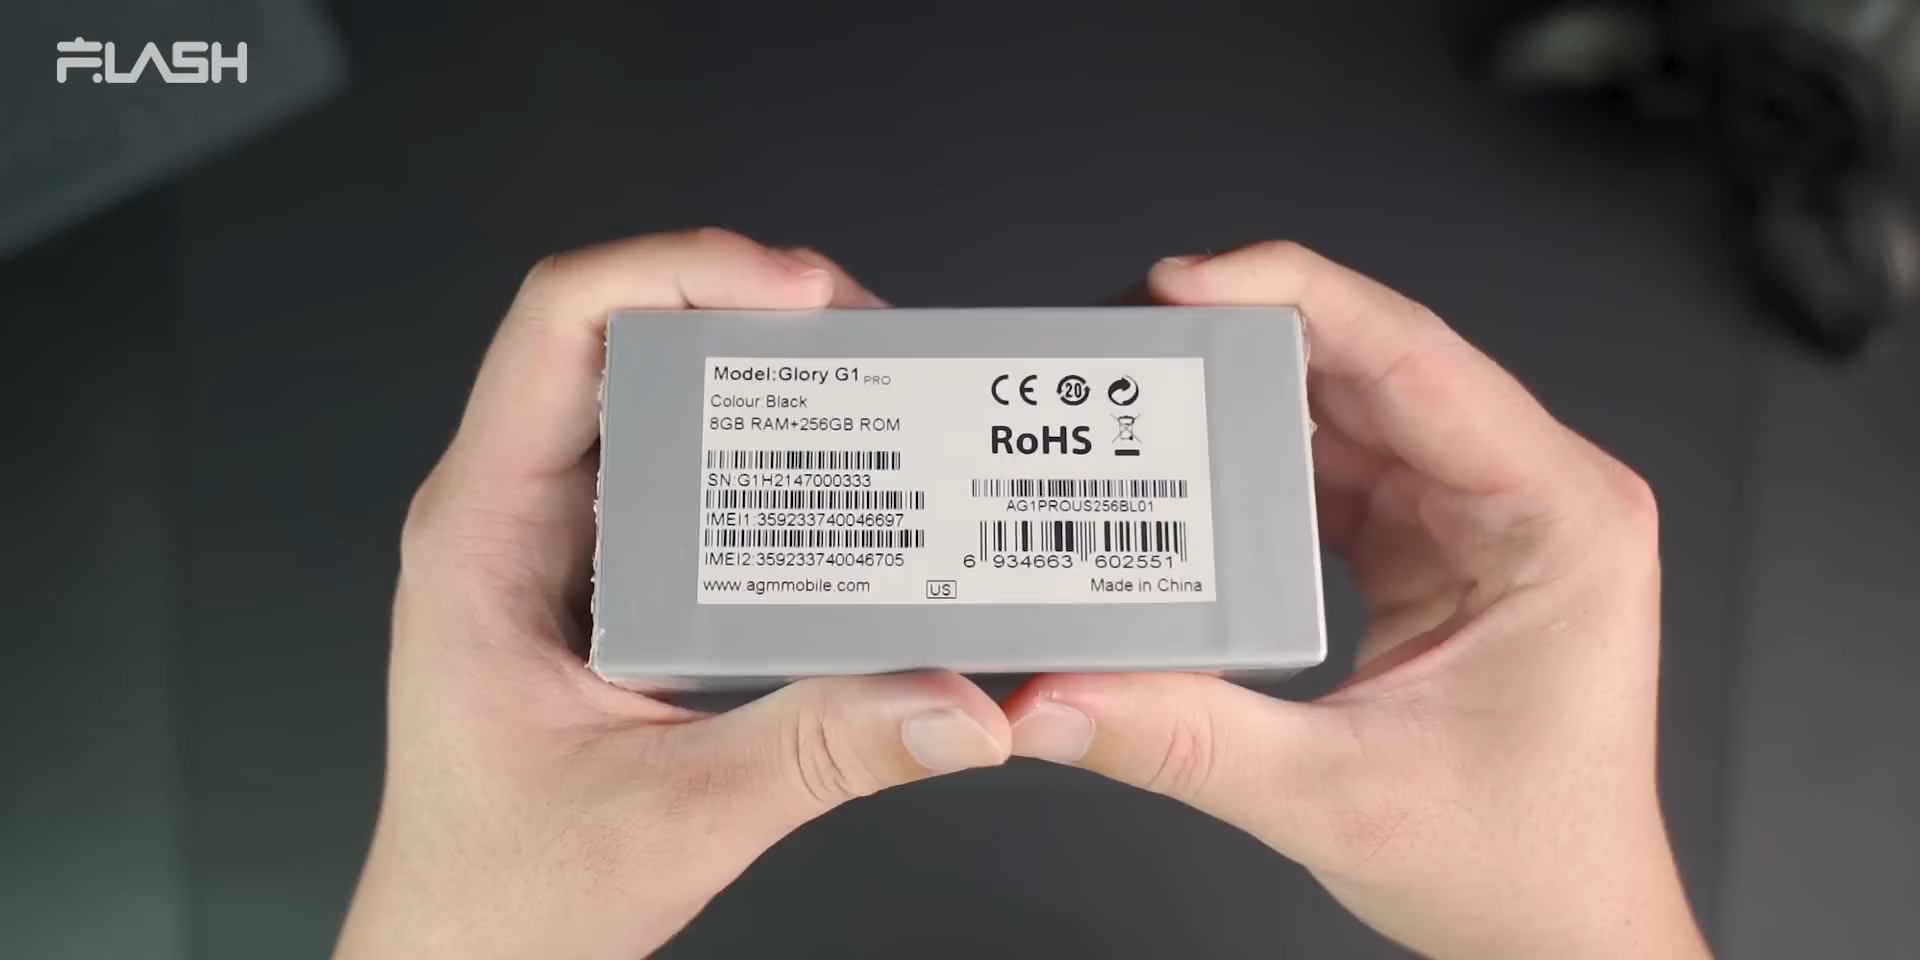 FLASH
Model:Glory G1 PRO
Colour:Black
8GB RAM+256GB ROM
SN:G1H2147000333
IMEI1:359233740046697
IMEI2:359233740046705
www.agmmobile.com
US
CE 20
RoHS
AG1PROUS256BL01
6 934663 602551
Made in China